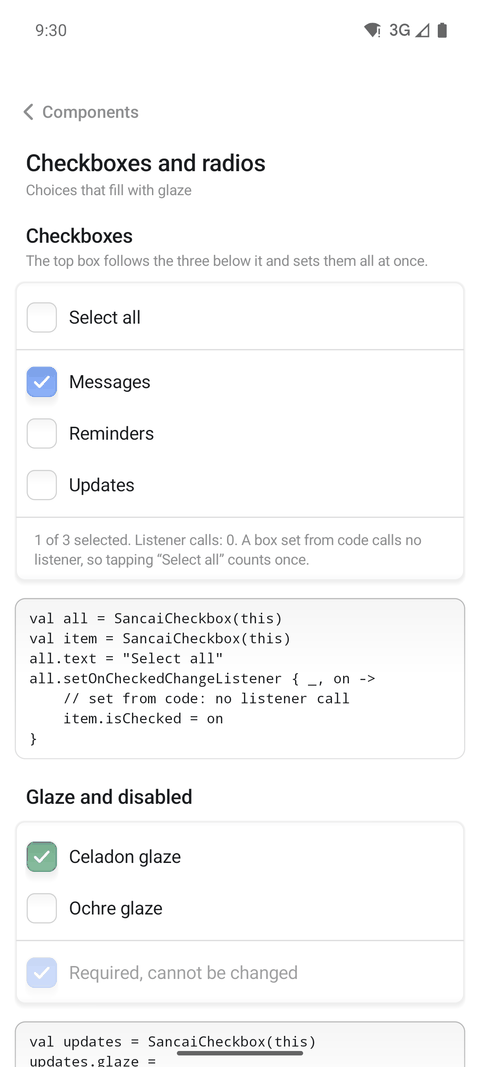 9:30
3G
Components
Checkboxes and radios
Choices that fill with glaze
Checkboxes
The top box follows the three below it and sets them all at once.
Select all
Messages
Reminders
Updates
1 of 3 selected. Listener calls: 0. A box set from code calls no
listener, so tapping “Select all” counts once.
val all = SancaiCheckbox(this)
val item = SancaiCheckbox(this)
all.text = "Select all"
all.setOnCheckedChangeListener { _, on ->
    // set from code: no listener call
    item.isChecked = on
}
Glaze and disabled
Celadon glaze
Ochre glaze
Required, cannot be changed
val updates = SancaiCheckbox(this)
updates.glaze =